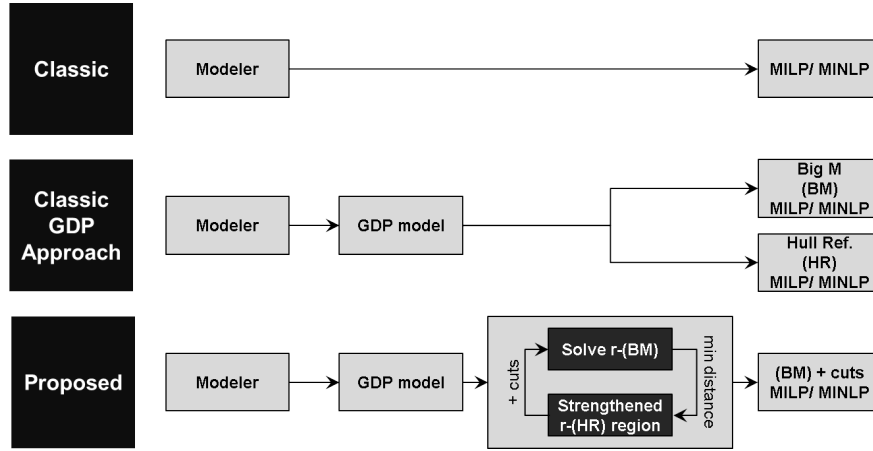 Classic
Modeler
MILP/ MINLP
Classic
GDP
Approach
Modeler
GDP model
Big M
(BM)
MILP/ MINLP
Hull Ref.
(HR)
MILP/ MINLP
Proposed
Modeler
GDP model
+ cuts
Solve r-(BM)
Strengthened
r-(HR) region
min distance
(BM) + cuts
MILP/ MINLP